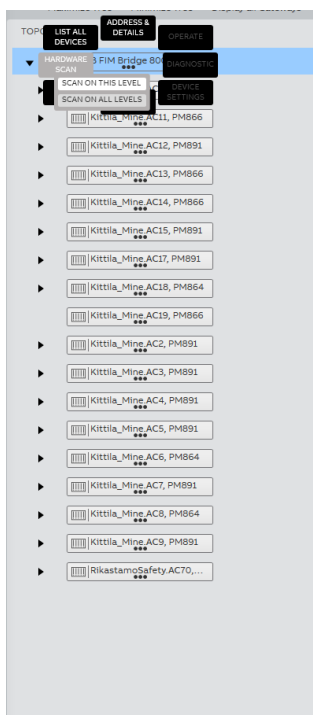 TOPO
LIST ALL DEVICES
ADDRESS & DETAILS
OPERATE
HARDWARE SCAN
FIM Bridge 800
DIAGNOSTIC
SCAN ON THIS LEVEL
SCAN ON ALL LEVELS
DEVICE SETTINGS
Kittila_Mine.AC11, PM866
Kittila_Mine.AC12, PM891
Kittila_Mine.AC13, PM866
Kittila_Mine.AC14, PM866
Kittila_Mine.AC15, PM891
Kittila_Mine.AC17, PM891
Kittila_Mine.AC18, PM864
Kittila_Mine.AC19, PM866
Kittila_Mine.AC2, PM891
Kittila_Mine.AC3, PM891
Kittila_Mine.AC4, PM891
Kittila_Mine.AC5, PM891
Kittila_Mine.AC6, PM864
Kittila_Mine.AC7, PM891
Kittila_Mine.AC8, PM864
Kittila_Mine.AC9, PM891
RikastamoSafety.AC70,...